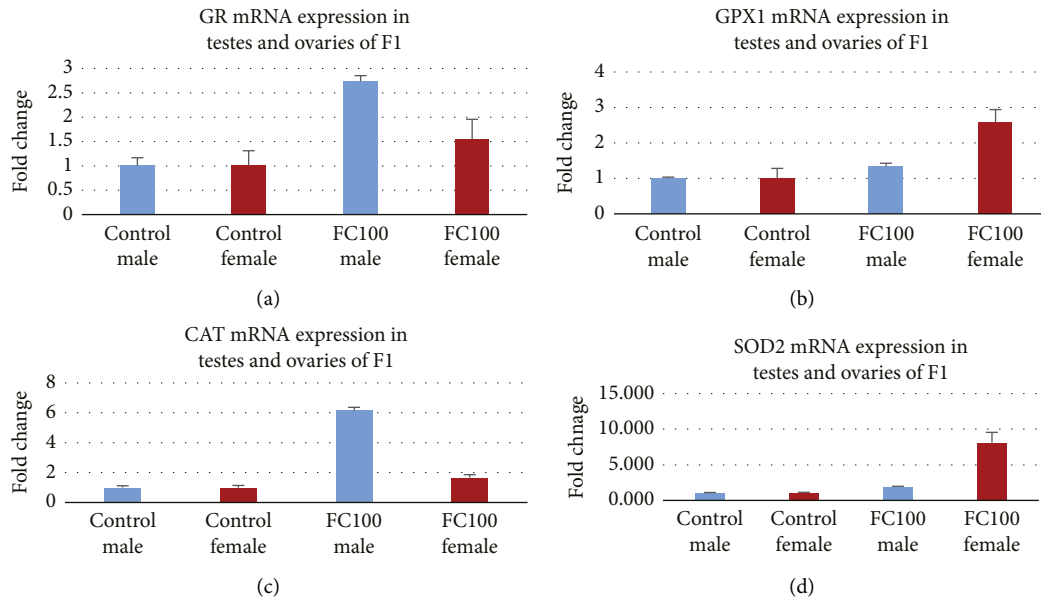 GR mRNA expression in
testes and ovaries of F1
Fold change
3
2.5
2
1.5
1
0.5
0
Control
male
Control
female
FC100
male
FC100
female
(a)
GPX1 mRNA expression in
testes and ovaries of F1
Fold change
4
3
2
1
0
Control
male
Control
female
FC100
male
FC100
female
(b)
CAT mRNA expression in
testes and ovaries of F1
Fold change
8
6
4
2
0
Control
male
Control
female
FC100
male
FC100
female
(c)
SOD2 mRNA expression in
testes and ovaries of F1
Fold chnage
15.000
10.000
5.000
0.000
Control
male
Control
female
FC100
male
FC100
female
(d)